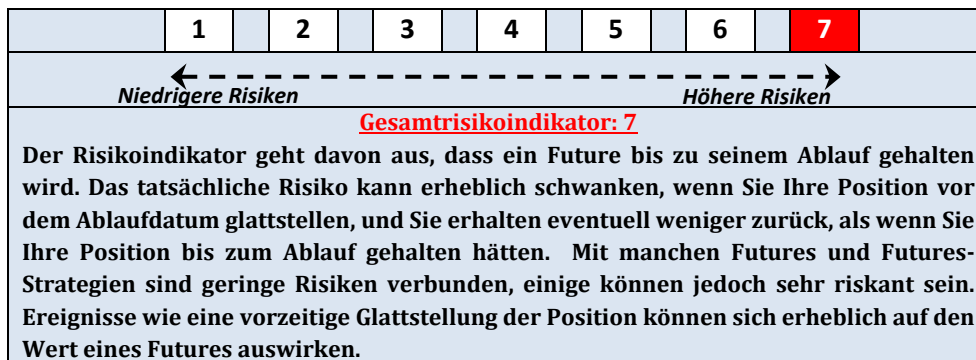 1 2 3 4 5 6 7
Niedrigere Risiken Höhere Risiken
Gesamtrisikoindikator: 7
Der Risikoindikator geht davon aus, dass ein Future bis zu seinem Ablauf gehalten
wird. Das tatsächliche Risiko kann erheblich schwanken, wenn Sie Ihre Position vor
dem Ablaufdatum glattstellen, und Sie erhalten eventuell weniger zurück, als wenn Sie
Ihre Position bis zum Ablauf gehalten hätten. Mit manchen Futures und Futures-
Strategien sind geringe Risiken verbunden, einige können jedoch sehr riskant sein.
Ereignisse wie eine vorzeitige Glattstellung der Position können sich erheblich auf den
Wert eines Futures auswirken.